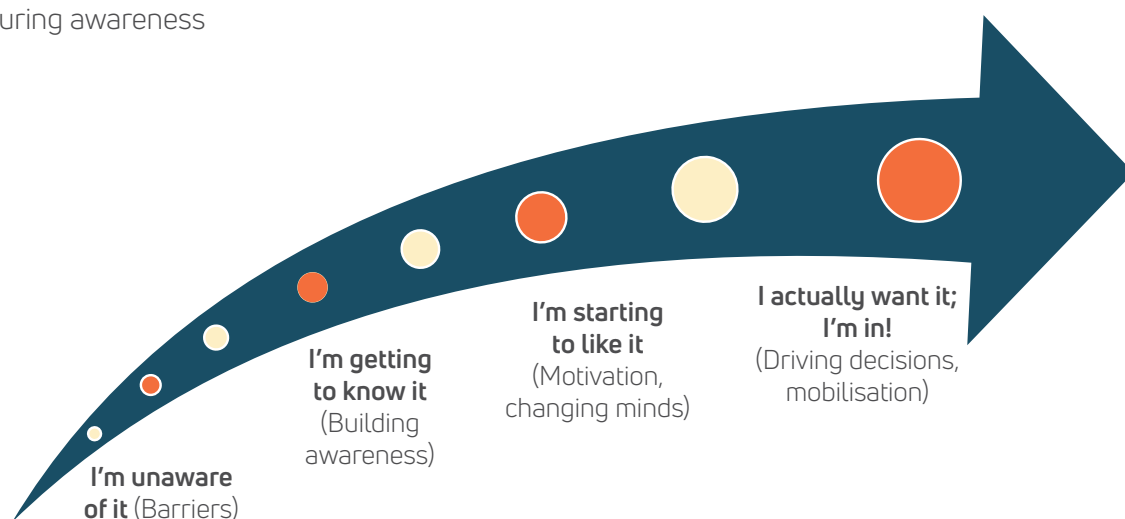 uring awareness
I'm unaware
of it (Barriers)
I'm getting
to know it
(Building
awareness)
I'm starting
to like it
(Motivation,
changing minds)
I actually want it;
I'm in!
(Driving decisions,
mobilisation)